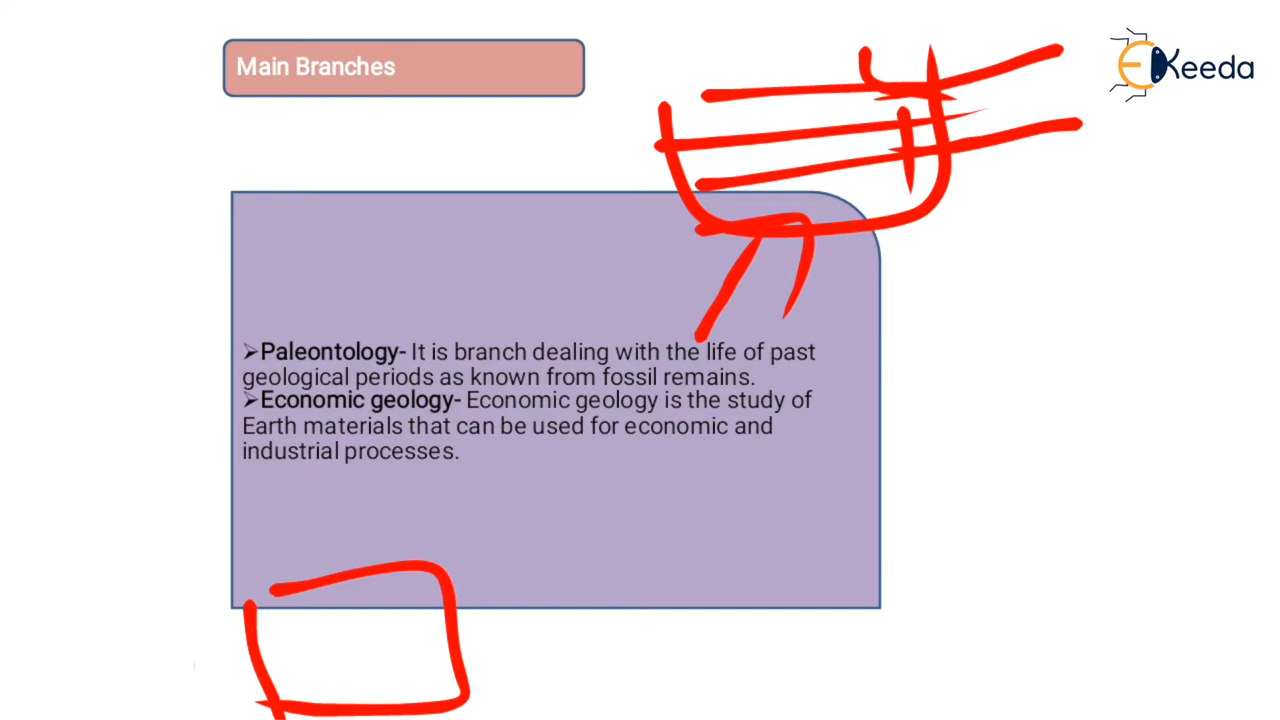 Main Branches
EKeeda
➢Paleontology- It is branch dealing with the life of past
geological periods as known from fossil remains.
➢Economic geology- Economic geology is the study of
Earth materials that can be used for economic and
industrial processes.